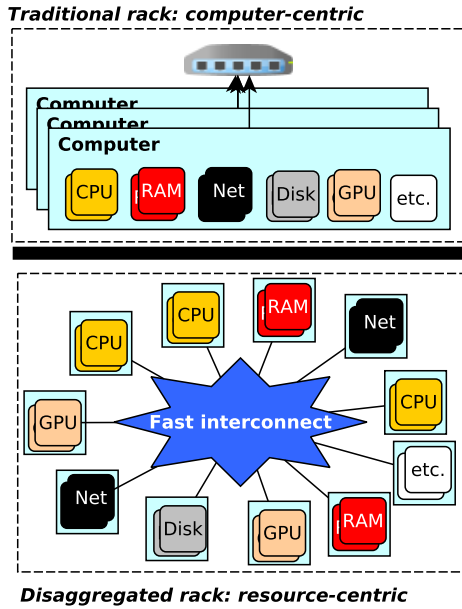 Traditional rack: computer-centric
Computer
Computer
Computer
CPU
RAM
Net
Disk
GPU
etc.
CPU
RAM
Net
CPU
CPU
GPU
Fast interconnect
etc.
Net
Disk
GPU
RAM
Disaggregated rack: resource-centric